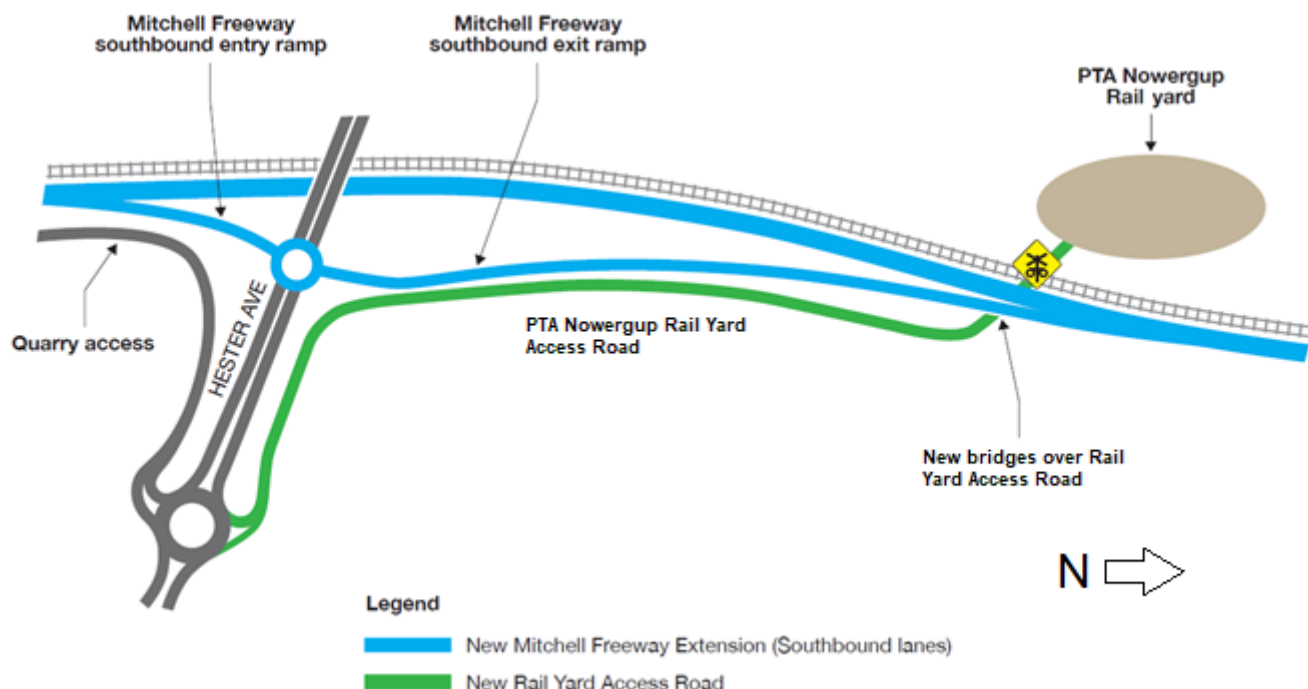 Mitchell Freeway
southbound entry ramp
Mitchell Freeway
southbound exit ramp
PTA Nowergup
Rail yard
Quarry access
HESTER AVE
PTA Nowergup Rail Yard
Access Road
New bridges over Rail
Yard Access Road
N
Legend
New Mitchell Freeway Extension (Southbound lanes)
New Rail Yard Access Road